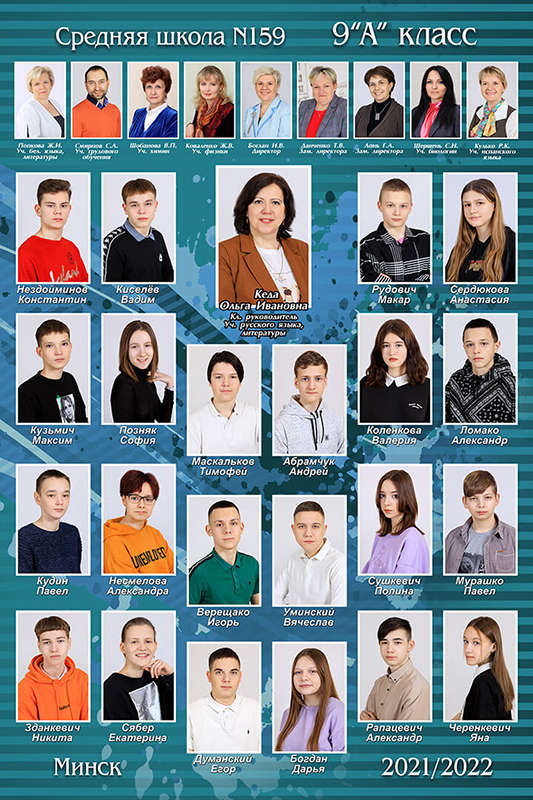 Средняя школа N159 9"А" класс
Попкова Ж.И.
Уч. бел. языка,
литературы
Смирнов С.А.
Уч. трудового
обучения
Шобанова В.П.
Уч. химии
Коваленко Ж.В.
Уч. физики
Богдан И.В.
Директор
Данченко Т.В.
Зам. директора
Лонь Г.А.
Зам. директора
Шершень С.Н.
Уч. биологии
Кулько Р.К.
Уч. испанского
языка
Нездойминов
Константин
Киселёв
Вадим
Кеда
Ольга Ивановна
Кл. руководитель
Уч. русского языка,
литературы
Рудович
Макар
Сердюкова
Анастасия
Кузьмич
Максим
Позняк
София
Маскальков
Тимофей
Абрамчук
Андрей
Коленкова
Валерия
Ломако
Александр
Кудин
Павел
UNEMPLOYED
Несмелова
Александра
Верещако
Игорь
Уминский
Вячеслав
Сушкевич
Полина
Мурашко
Павел
Зданкевич
Никита
Сябер
Екатерина
Думанский
Егор
Богдан
Дарья
Рапацевич
Александр
Черенкевич
Яна
Минск 2021/2022